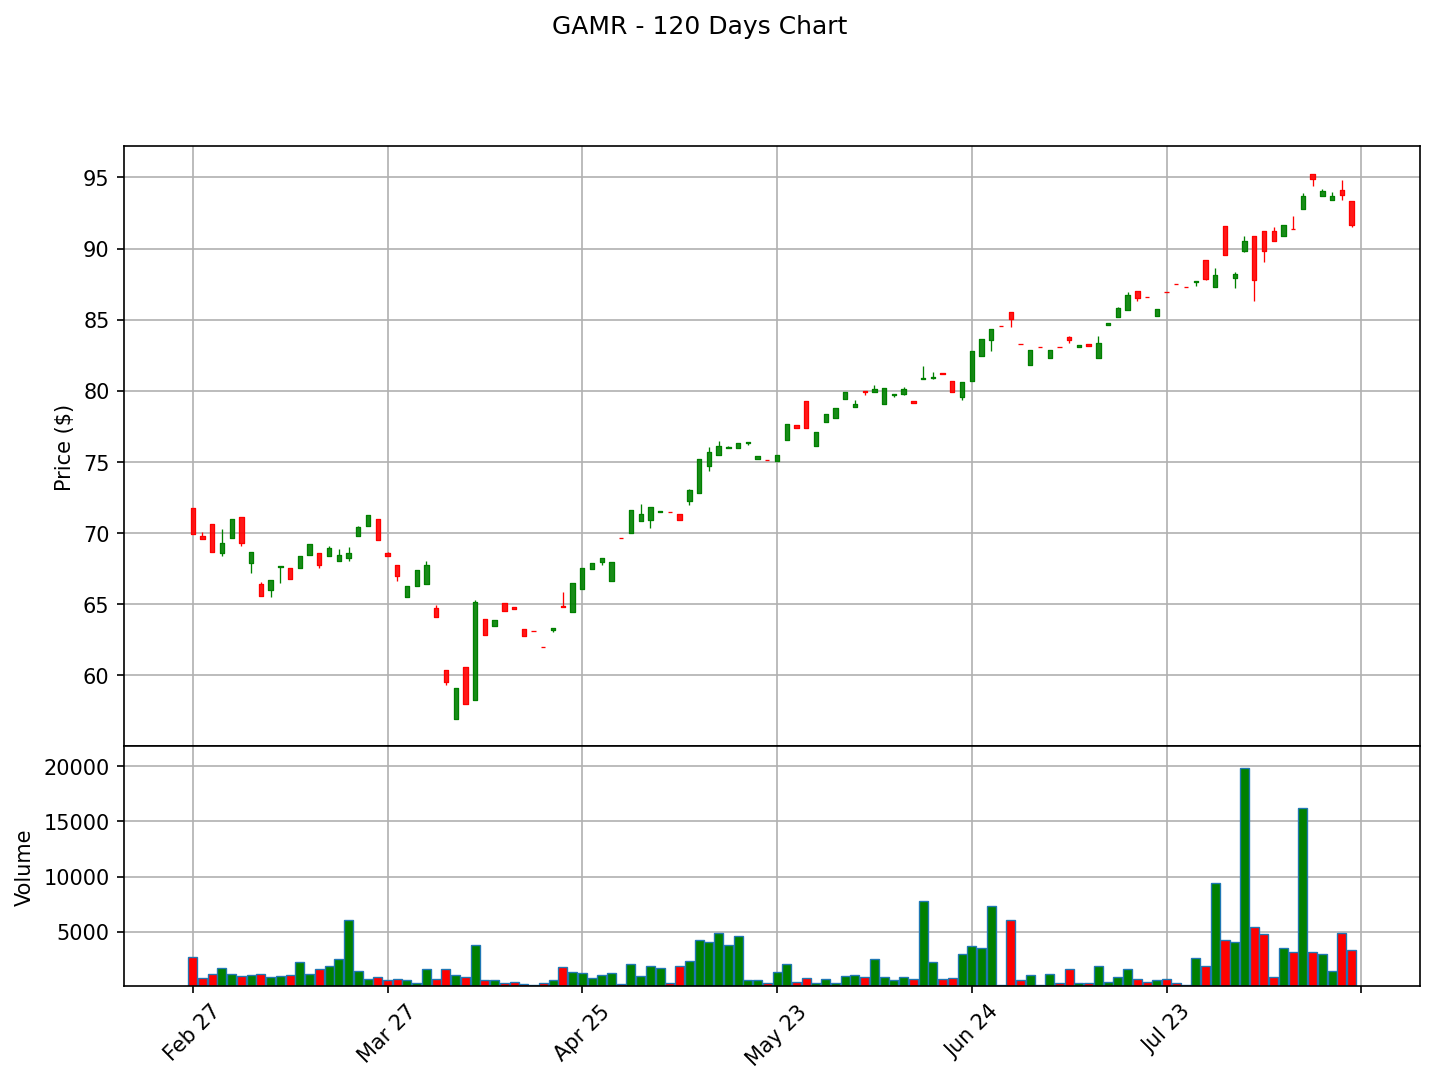 GAMR - 120 Days Chart
95
90
85
80
75
70
65
60
Price ($)
20000
15000
10000
5000
Volume
Feb 27
Mar 27
Apr 25
May 23
Jun 24
Jul 23